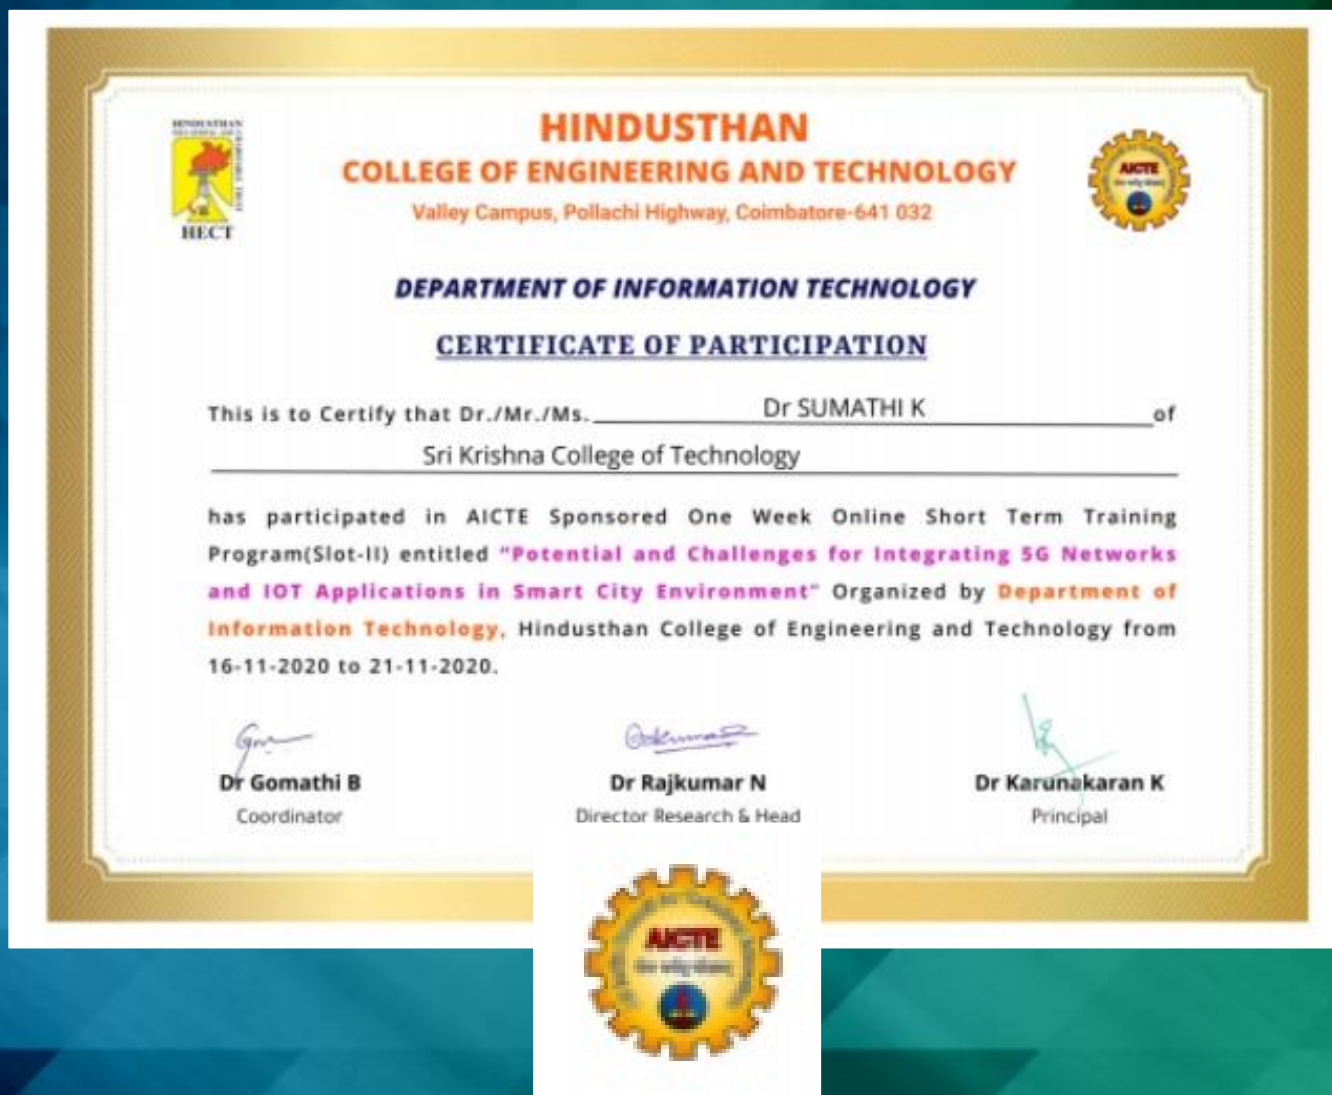 HINDUSTHAN
HECT
HINDUSTHAN
COLLEGE OF ENGINEERING AND TECHNOLOGY
Valley Campus, Pollachi Highway, Coimbatore-641 032
AICTE
DEPARTMENT OF INFORMATION TECHNOLOGY
CERTIFICATE OF PARTICIPATION
This is to Certify that Dr./Mr./Ms. Dr SUMATHI K of
Sri Krishna College of Technology
has participated in AICTE Sponsored One Week Online Short Term Training
Program(Slot-II) entitled "Potential and Challenges for Integrating 5G Networks
and IOT Applications in Smart City Environment" Organized by Department of
Information Technology, Hindusthan College of Engineering and Technology from
16-11-2020 to 21-11-2020.
Dr Gomathi B
Coordinator
Dr Rajkumar N
Director Research & Head
Dr Karunakaran K
Principal
AICTE